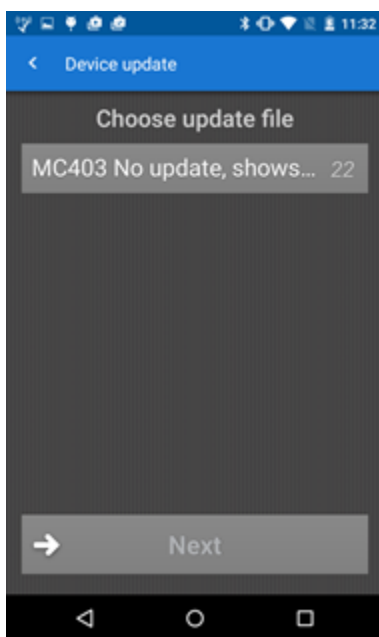 11:32
Device update
Choose update file
MC403 No update, shows... 22
Next